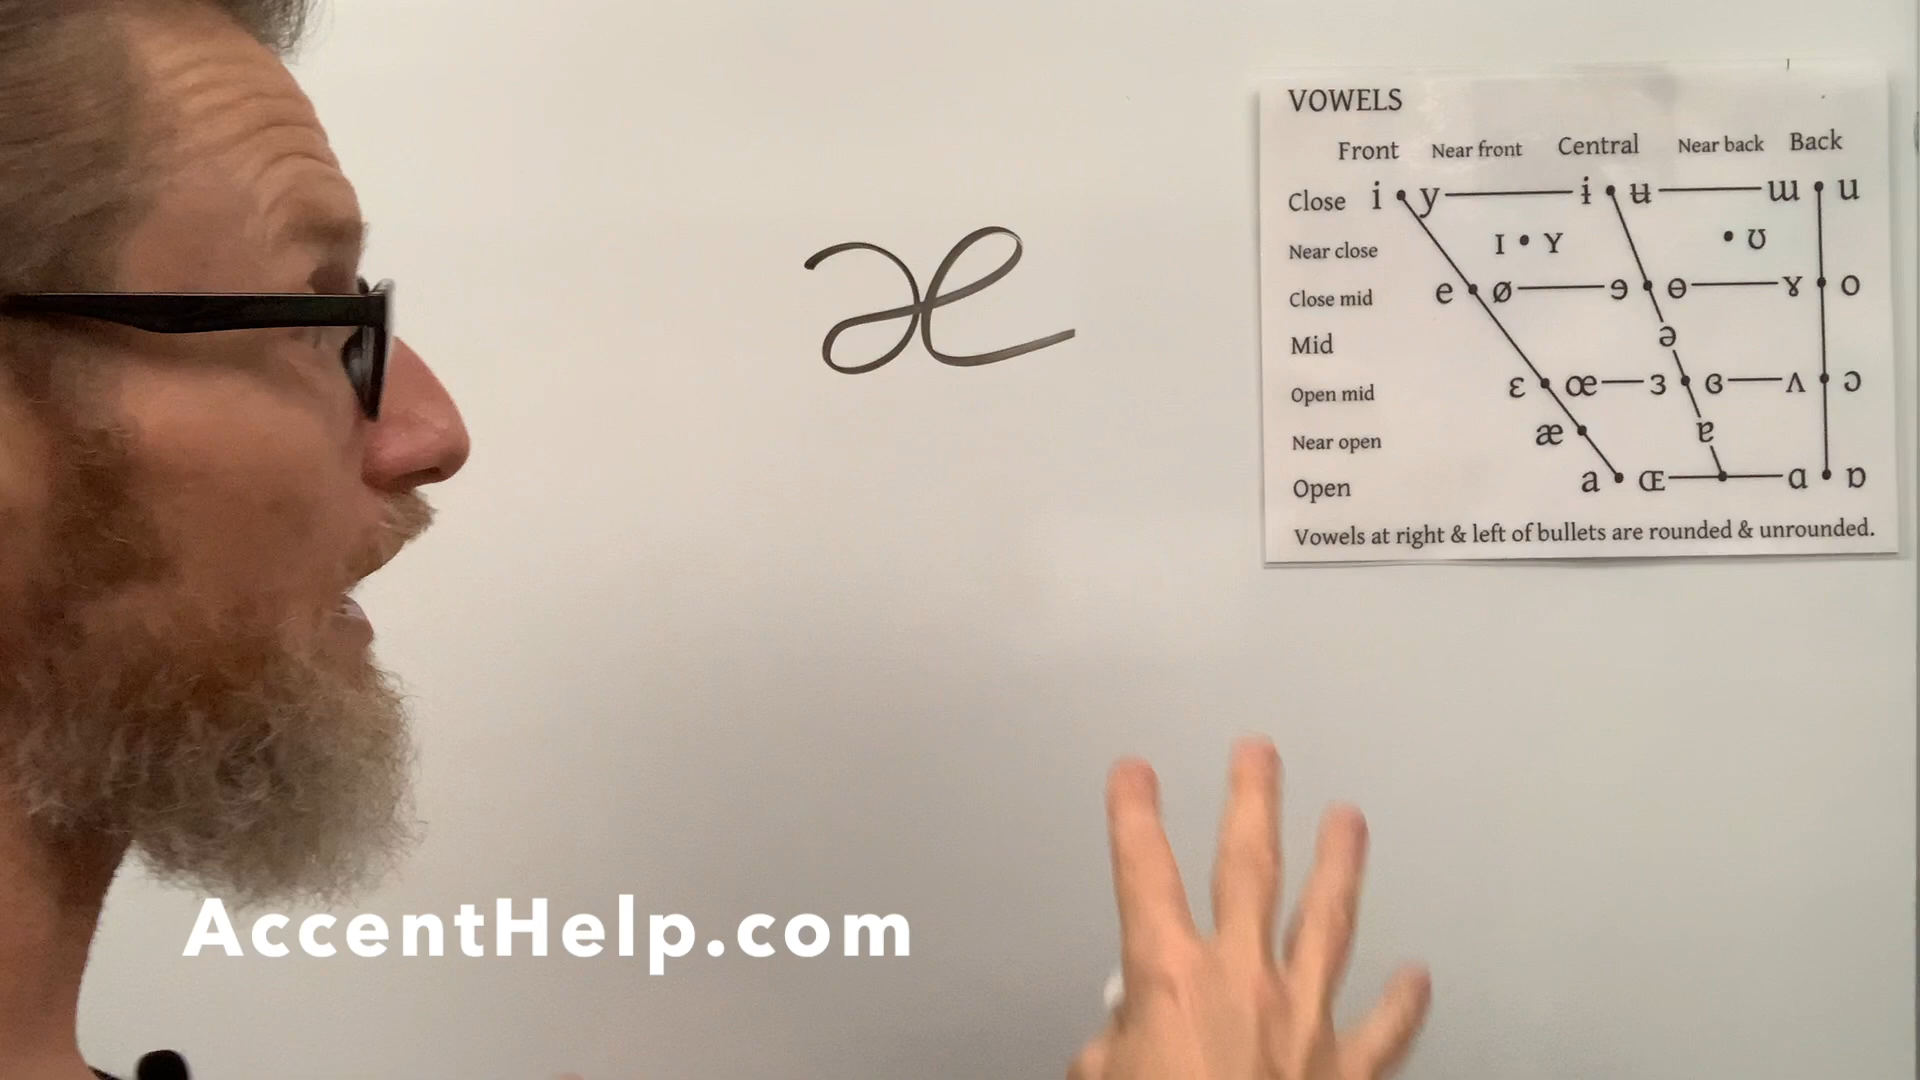 æ
VOWELS
Front Near front Central Near back Back
Close i y ɨ ʉ ɯ u
Near close ɪ ʏ ʊ
Close mid e ø ɘ ɵ ɤ o
Mid ə
Open mid ɛ œ ɜ ɞ ʌ ɔ
Near open æ ɐ
Open a ɶ ɑ ɒ
Vowels at right & left of bullets are rounded & unrounded.
AccentHelp.com